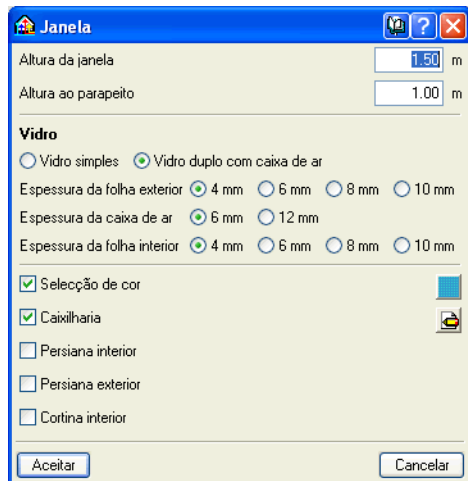 Janela
Altura da janela 1.50 m
Altura ao parapeito 1.00 m
Vidro
Vidro simples Vidro duplo com caixa de ar
Espessura da folha exterior 4 mm 6 mm 8 mm 10 mm
Espessura da caixa de ar 6 mm 12 mm
Espessura da folha interior 4 mm 6 mm 8 mm 10 mm
Selecção de cor
Caixilharia
Persiana interior
Persiana exterior
Cortina interior
Aceitar Cancelar